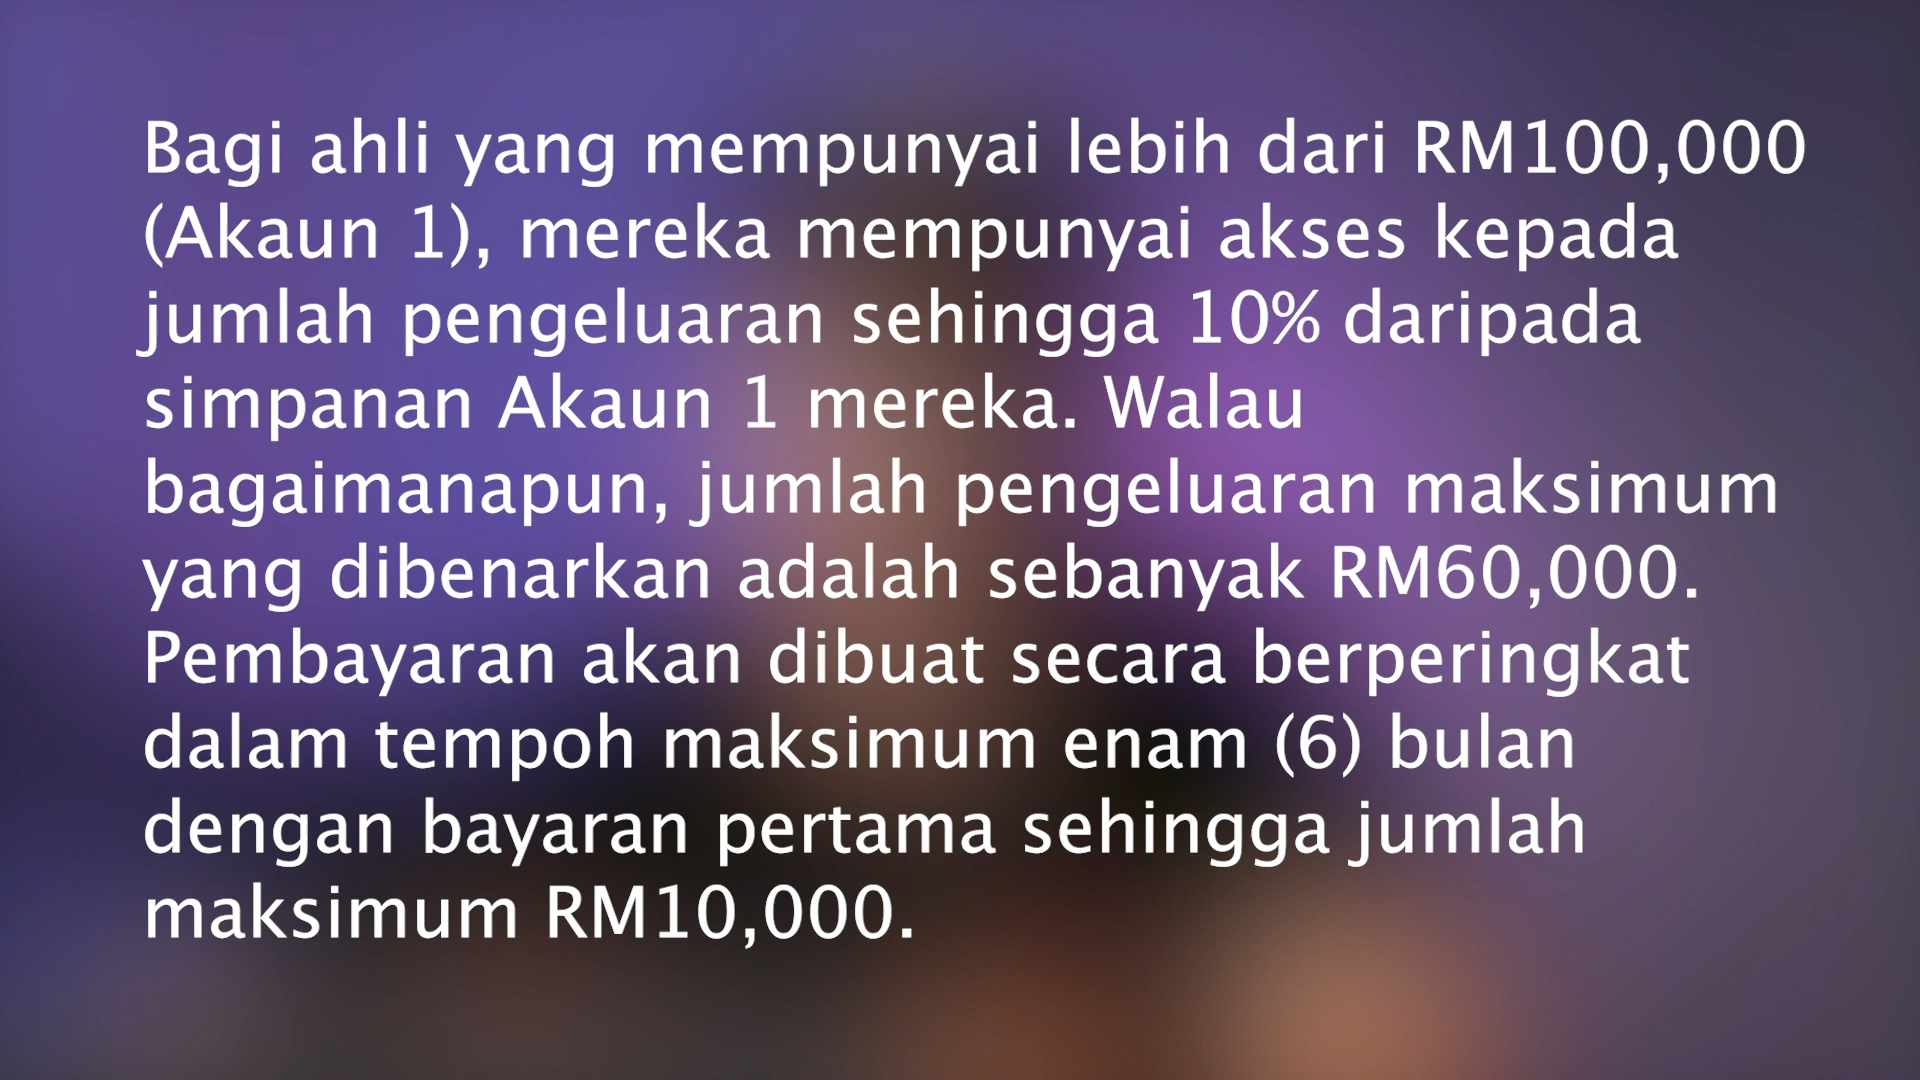 Bagi ahli yang mempunyai lebih dari RM100,000
(Akaun 1), mereka mempunyai akses kepada
jumlah pengeluaran sehingga 10% daripada
simpanan Akaun 1 mereka. Walau
bagaimanapun, jumlah pengeluaran maksimum
yang dibenarkan adalah sebanyak RM60,000.
Pembayaran akan dibuat secara berperingkat
dalam tempoh maksimum enam (6) bulan
dengan bayaran pertama sehingga jumlah
maksimum RM10,000.